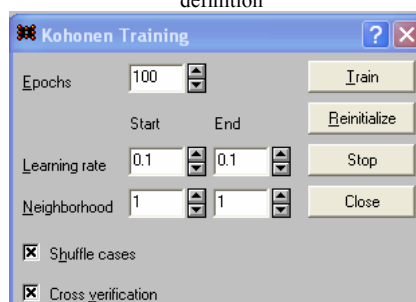 definition
Kohonen Training
Epochs 100 Train
Start End Reinitialize
Learning rate 0.1 0.1 Stop
Neighborhood 1 1 Close
Shuffle cases
Cross verification